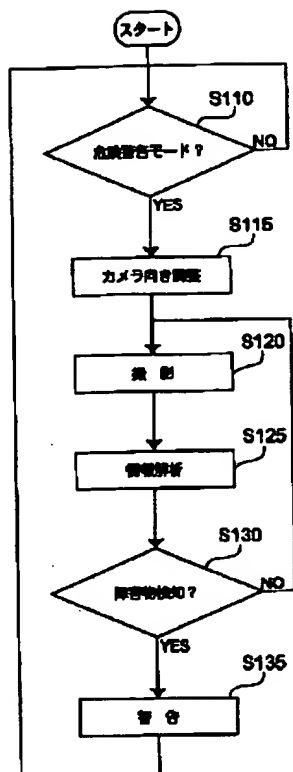 スタート
S110
危険警告モード?
NO
YES
S115
カメラ向き調整
S120
撮影
S125
情報解析
S130
障害物検知?
NO
YES
S135
警告